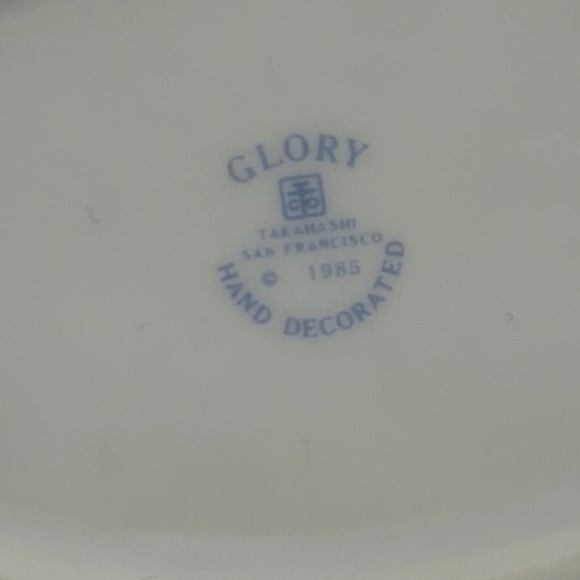 GLORY
TAKAHASHI
SAN FRANCISCO
© 1985
HAND DECORATED